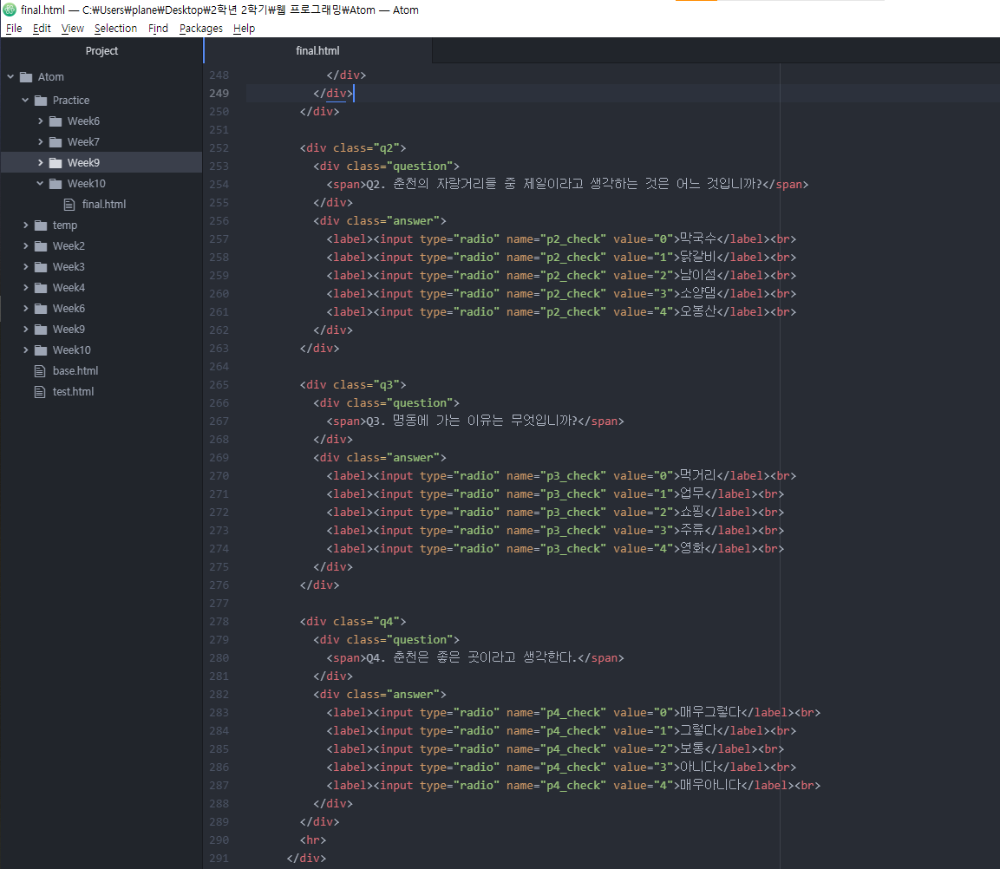 final.html — C:₩Users₩plane₩Desktop₩2학년 2학기₩웹 프로그래밍₩Atom — Atom
File Edit View Selection Find Packages Help
Project
Atom
Practice
Week6
Week7
Week9
Week10
final.html
temp
Week2
Week3
Week4
Week6
Week9
Week10
base.html
test.html
final.html
248 </div>
249 </div>
250 </div>
251
252 <div class="q2">
253 <div class="question">
254 <span>Q2. 춘천의 자랑거리들 중 제일이라고 생각하는 것은 어느 것입니까?</span>
255 </div>
256 <div class="answer">
257 <label><input type="radio" name="p2_check" value="0">막국수</label><br>
258 <label><input type="radio" name="p2_check" value="1">닭갈비</label><br>
259 <label><input type="radio" name="p2_check" value="2">남이섬</label><br>
260 <label><input type="radio" name="p2_check" value="3">소양댐</label><br>
261 <label><input type="radio" name="p2_check" value="4">오봉산</label><br>
262 </div>
263 </div>
264
265 <div class="q3">
266 <div class="question">
267 <span>Q3. 명동에 가는 이유는 무엇입니까?</span>
268 </div>
269 <div class="answer">
270 <label><input type="radio" name="p3_check" value="0">먹거리</label><br>
271 <label><input type="radio" name="p3_check" value="1">업무</label><br>
272 <label><input type="radio" name="p3_check" value="2">쇼핑</label><br>
273 <label><input type="radio" name="p3_check" value="3">주류</label><br>
274 <label><input type="radio" name="p3_check" value="4">영화</label><br>
275 </div>
276 </div>
277
278 <div class="q4">
279 <div class="question">
280 <span>Q4. 춘천은 좋은 곳이라고 생각한다.</span>
281 </div>
282 <div class="answer">
283 <label><input type="radio" name="p4_check" value="0">매우그렇다</label><br>
284 <label><input type="radio" name="p4_check" value="1">그렇다</label><br>
285 <label><input type="radio" name="p4_check" value="2">보통</label><br>
286 <label><input type="radio" name="p4_check" value="3">아니다</label><br>
287 <label><input type="radio" name="p4_check" value="4">매우아니다</label><br>
288 </div>
289 </div>
290 <hr>
291 </div>